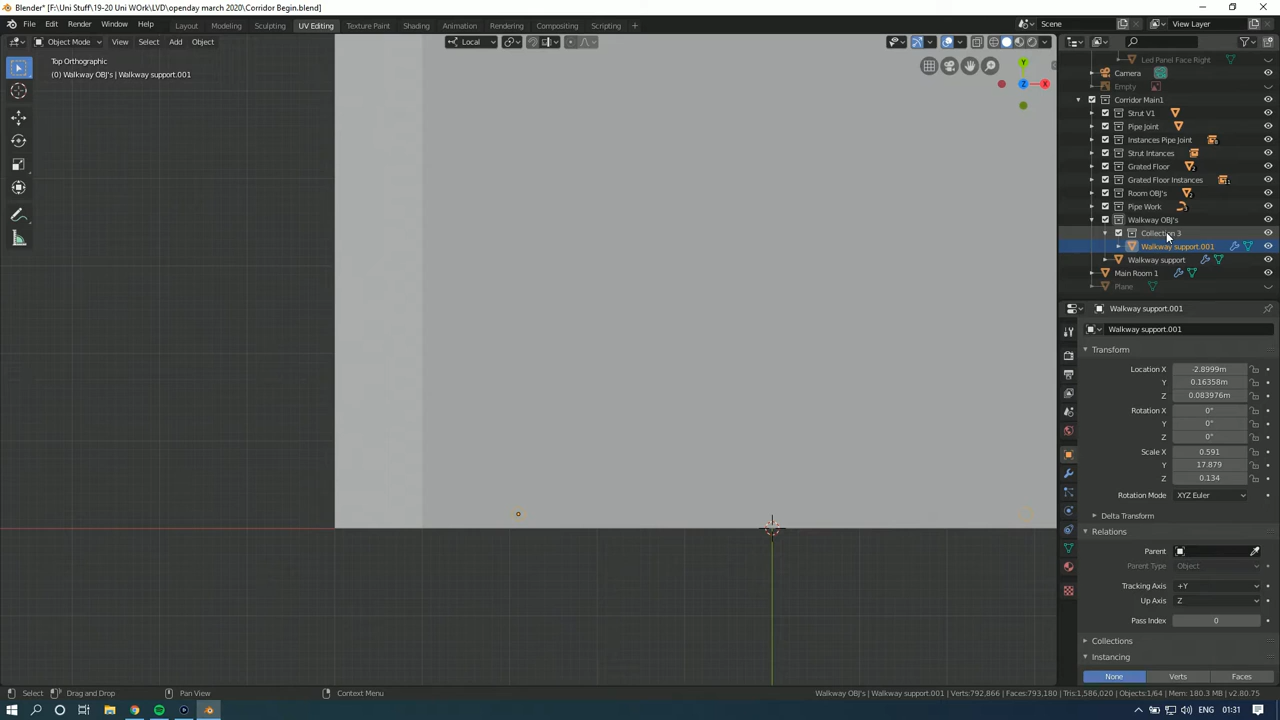 Blender* [F:\Uni Stuff\19-20 Uni WOrk\LVD\openday march 2020\Corridor Begin.blend]
File Edit Render Window Help Layout Modeling Sculpting UV Editing Texture Paint Shading Animation Rendering Compositing Scripting + Scene View Layer
Object Mode View Select Add Object Local
Top Orthographic
(0) Walkway OBJ's | Walkway support.001
Y
Z
X
Led Panel Face Right
Camera
Empty
Corridor Main1
Strut V1
Pipe Joint
Instances Pipe Joint
Strut Intances
Grated Floor
Grated Floor Instances
Room OBJ's
Pipe Work
Walkway OBJ's
Collection 3
Walkway support.001
Walkway support
Main Room 1
Plane
Walkway support.001
Walkway support.001
Transform
Location X -2.8999m
Y 0.16358m
Z 0.083976m
Rotation X 0°
Y 0°
Z 0°
Scale X 0.591
Y 17.879
Z 0.134
Rotation Mode XYZ Euler
Delta Transform
Relations
Parent
Parent Type Object
Tracking Axis +Y
Up Axis Z
Pass Index 0
Collections
Instancing
None Verts Faces
Select Drag and Drop Pan View Context Menu Walkway OBJ's | Walkway support.001 | Verts:792,866 | Faces:793,180 | Tris:1,586,020 | Objects:1/64 | Mem: 180.3 MB | v2.80.75
01:31